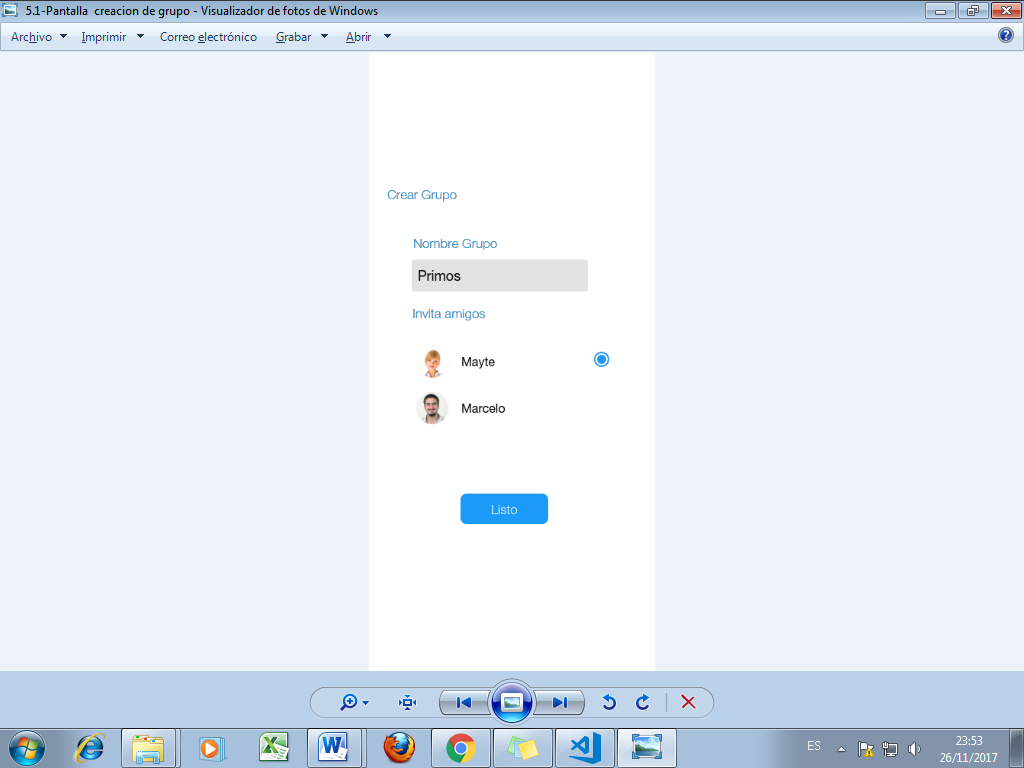 5.1-Pantalla  creacion de grupo - Visualizador de fotos de Windows
Archivo Imprimir Correo electrónico Grabar Abrir
Crear Grupo
Nombre Grupo
Primos
Invita amigos
Mayte
Marcelo
Listo
ES
23:53
26/11/2017